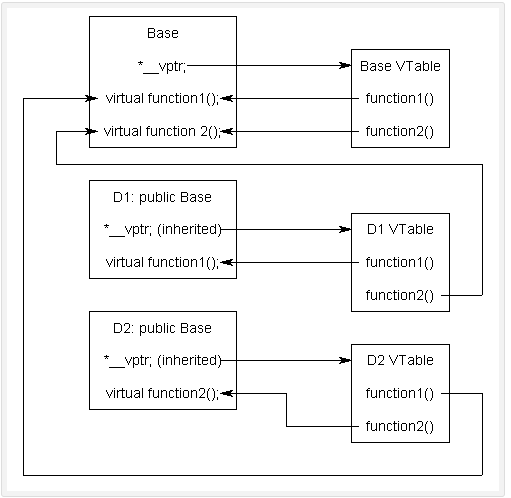 Base
*__vptr;
Base VTable
virtual function1();
function1()
virtual function 2();
function2()
D1: public Base
*__vptr; (inherited)
D1 VTable
virtual function1();
function1()
function2()
D2: public Base
*__vptr; (inherited)
D2 VTable
virtual function2();
function1()
function2()